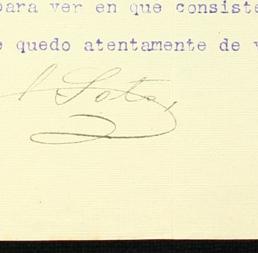 para ver en que consiste
quedo atentamente de
A Soto